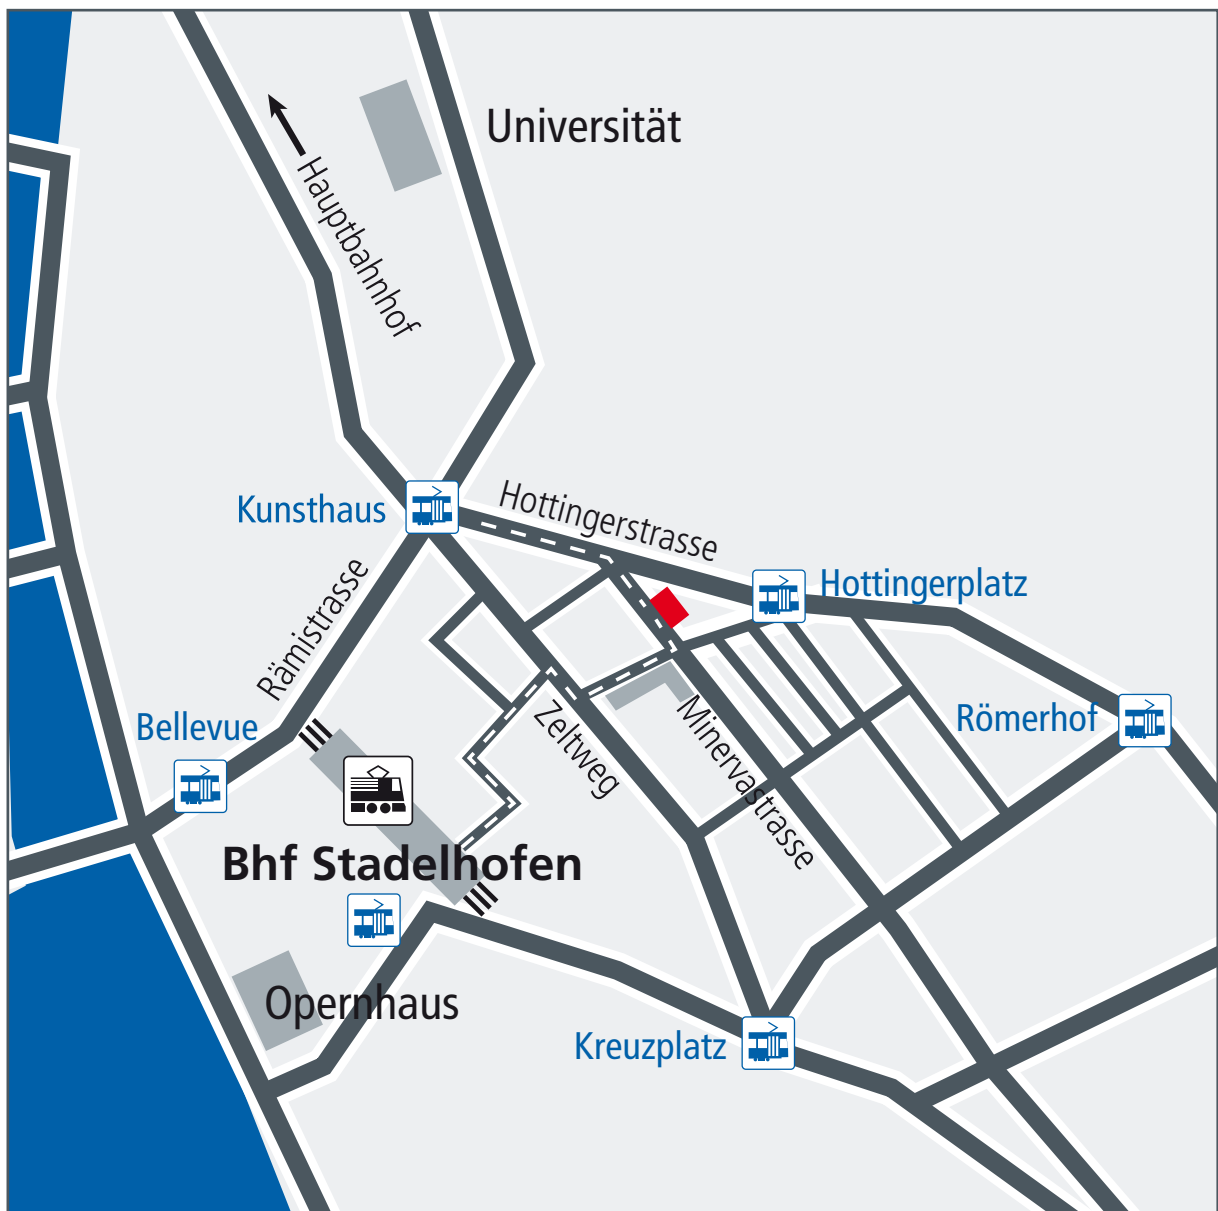 Universität
Hauptbahnhof
Kunsthaus
Hottingerstrasse
Hottingerplatz
Rämistrasse
Bellevue
Zeltweg
Minervastrasse
Römerhof
Bhf Stadelhofen
Opernhaus
Kreuzplatz